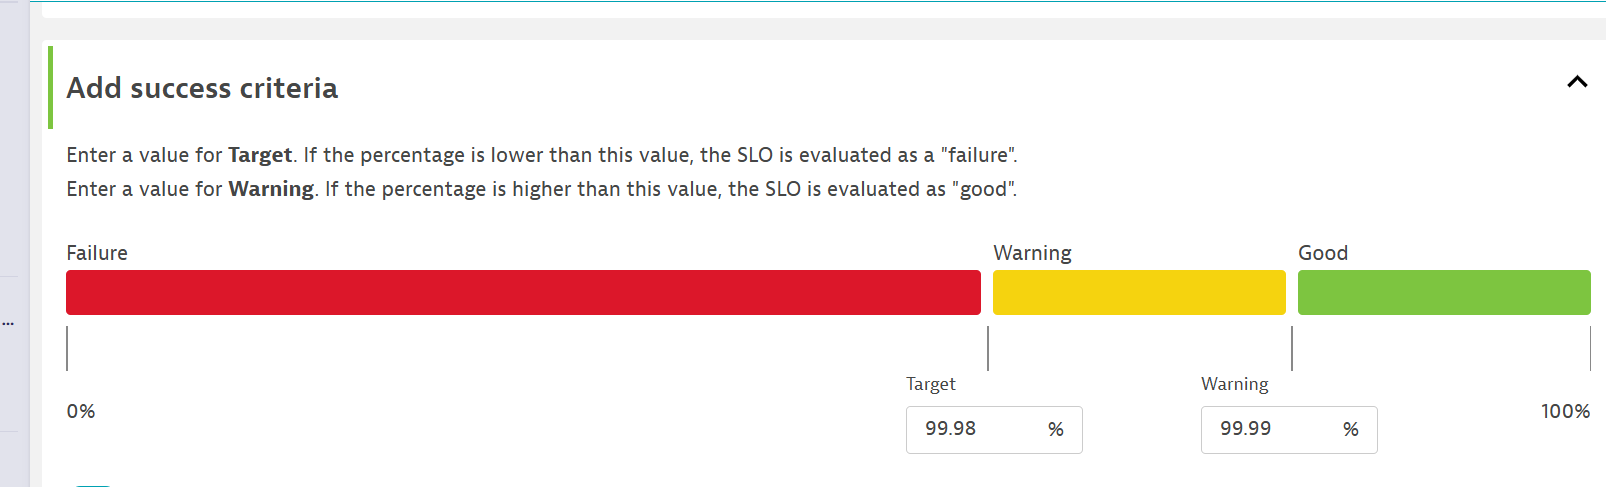 Add success criteria
Enter a value for Target. If the percentage is lower than this value, the SLO is evaluated as a "failure".
Enter a value for Warning. If the percentage is higher than this value, the SLO is evaluated as "good".
Failure Warning Good
Target Warning
0% 99.98 % 99.99 % 100%
...